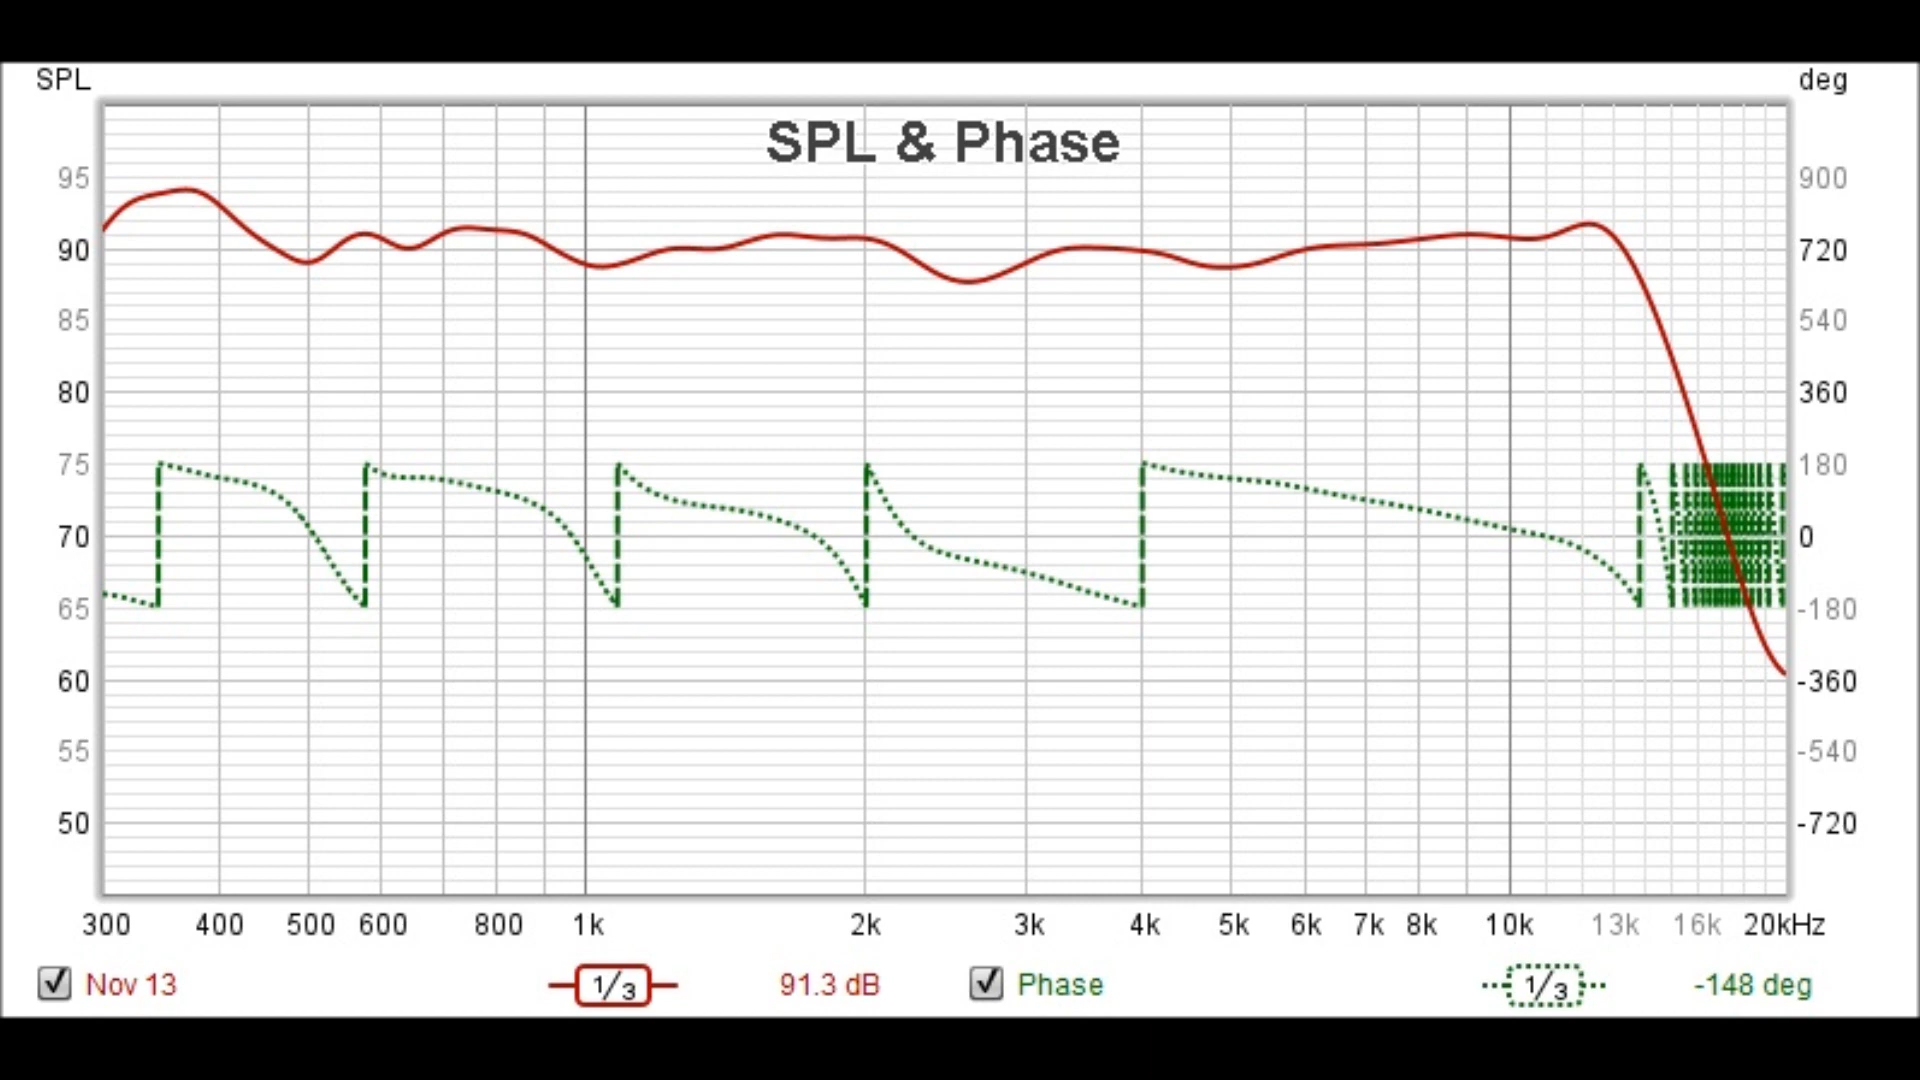 SPL deg
SPL & Phase
95 900
90 720
85 540
80 360
75 180
70 0
65 -180
60 -360
55 -540
50 -720
300 400 500 600 800 1k 2k 3k 4k 5k 6k 7k 8k 10k 13k 16k 20kHz
Nov 13 1/3 91.3 dB Phase 1/3 -148 deg